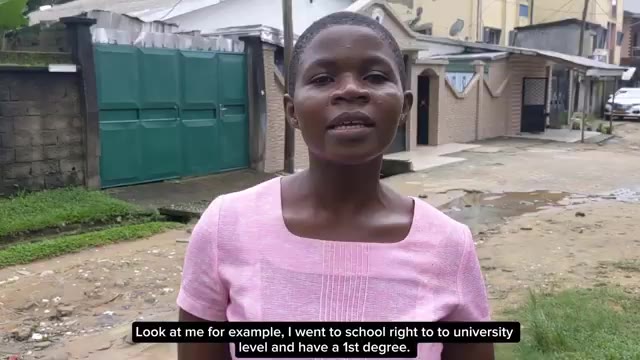 Look at me for example, I went to school right to to university
level and have a 1st degree.